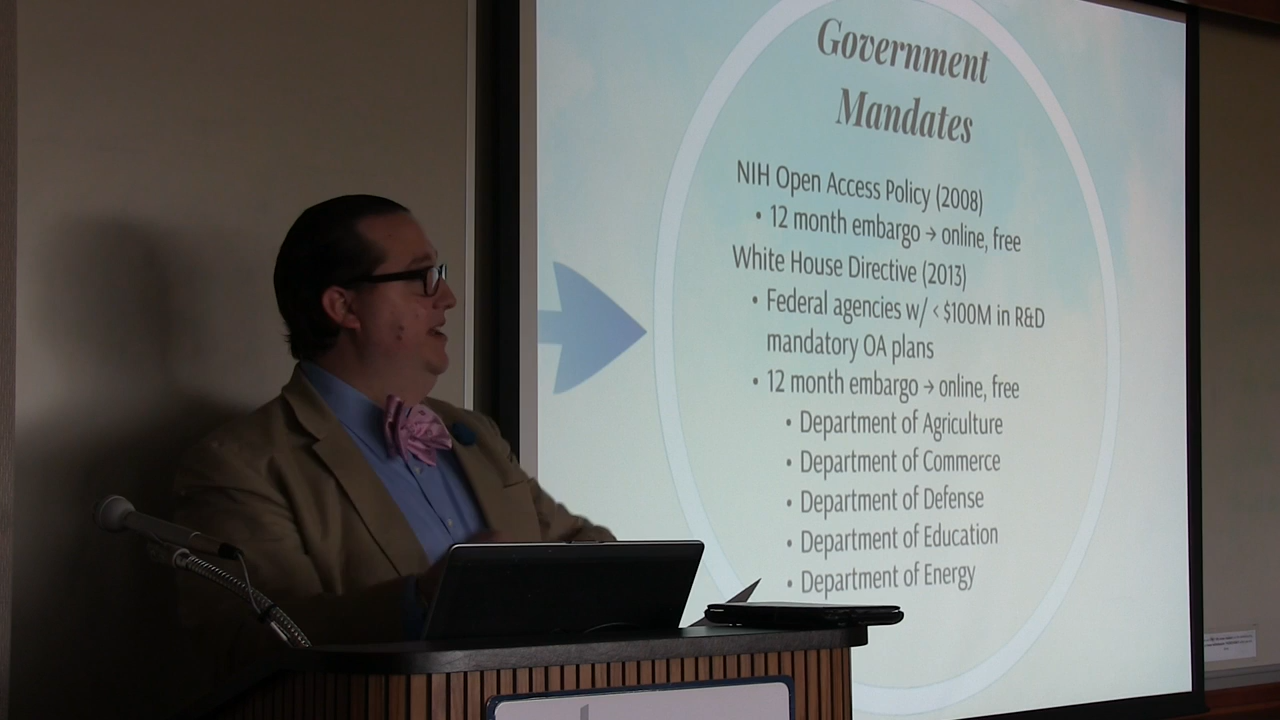 Government
Mandates
NIH Open Access Policy (2008)
• 12 month embargo → online, free
White House Directive (2013)
• Federal agencies w/ < $100M in R&D
mandatory OA plans
• 12 month embargo → online, free
• Department of Agriculture
• Department of Commerce
• Department of Defense
• Department of Education
• Department of Energy